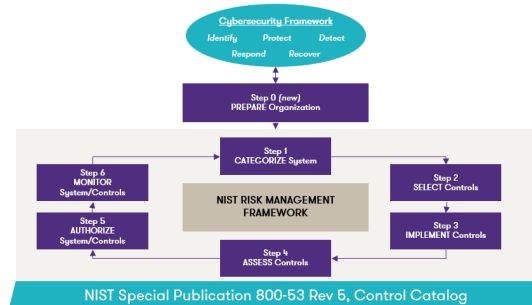 Cybersecurity Framework
Identify Protect Detect
Respond Recover
Step 0 (new)
PREPARE Organization
Step 1
CATEGORIZE System
Step 6
MONITOR
System/Controls
Step 2
SELECT Controls
NIST RISK MANAGEMENT
FRAMEWORK
Step 5
AUTHORIZE
System/Controls
Step 3
IMPLEMENT Controls
Step 4
ASSESS Controls
NIST Special Publication 800-53 Rev 5, Control Catalog